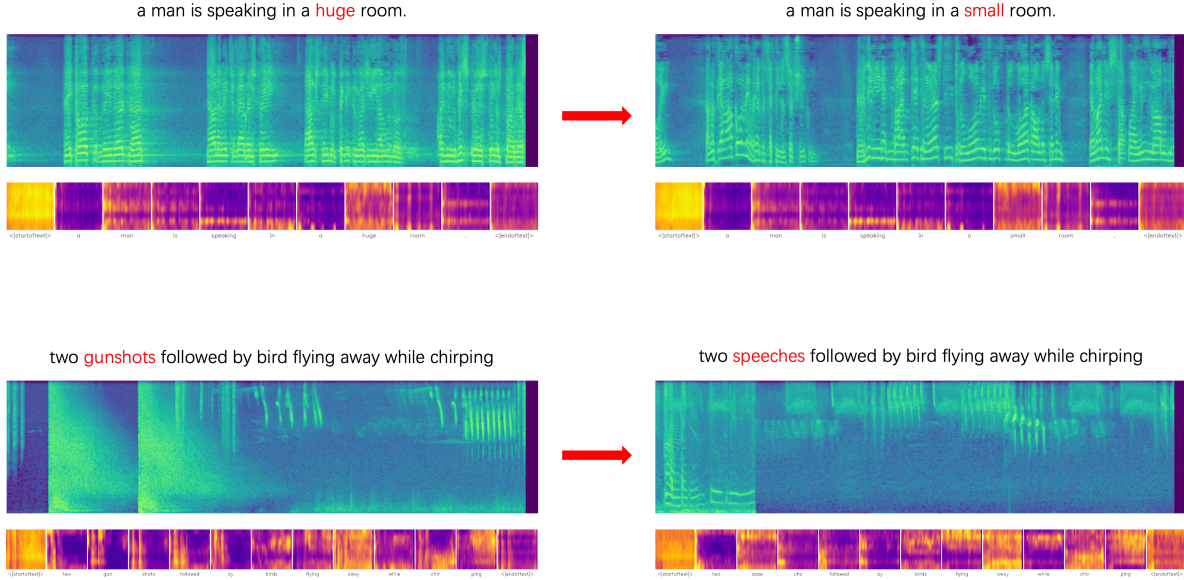 a man is speaking in a huge room.
a man is speaking in a small room.
<|startoftext|> a man is speaking in a huge room . <|endoftext|>
<|startoftext|> a man is speaking in a small room . <|endoftext|>
two gunshots followed by bird flying away while chirping
two speeches followed by bird flying away while chirping
<|startoftext|> two gun shots followed by birds flying away while chir ping <|endoftext|>
<|startoftext|> two spee chs followed by birds flying away while chir ping <|endoftext|>